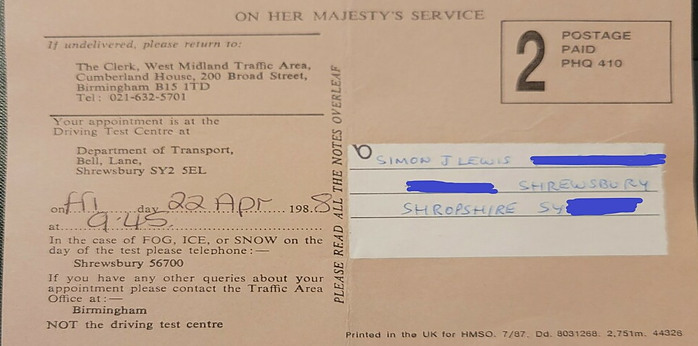 ON HER MAJESTY'S SERVICE
If undelivered, please return to:
The Clerk, West Midland Traffic Area,
Cumberland House, 200 Broad Street,
Birmingham B15 1TD
Tel: 021-632-5701
Your appointment is at the
Driving Test Centre at
Department of Transport,
Bell, Lane,
Shrewsbury SY2 5EL
on Fri day 22 Apr 1988
at 9.45
In the case of FOG, ICE, or SNOW on the
day of the test please telephone:—
Shrewsbury 56700
If you have any other queries about your
appointment please contact the Traffic Area
Office at:—
Birmingham
NOT the driving test centre
PLEASE READ ALL THE NOTES OVERLEAF
2
POSTAGE
PAID
PHQ 410
SIMON J LEWIS
SHREWSBURY
SHROPSHIRE SY
Printed in the UK for HMSO. 7/87. Dd. 8031268. 2,751m. 44326